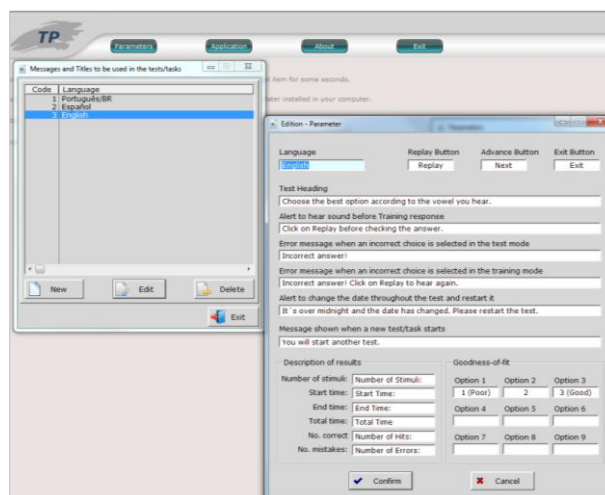 TP
Parameters Application About Exit
Messages and Titles to be used in the tests/tasks
item for some seconds.
installed in your computer.
Code Language
1 Português/BR
2 Español
3 English
New Edit Delete
Exit
Edition - Parameter
Language Replay Button Advance Button Exit Button
English Replay Next Exit
Test Heading
Choose the best option according to the vowel you hear.
Alert to hear sound before Training response
Click on Replay before checking the answer.
Error message when an incorrect choice is selected in the test mode
Incorrect answer!
Error message when an incorrect choice is selected in the training mode
Incorrect answer! Click on Replay to hear again.
Alert to change the date throughout the test and restart it
It`s over midnight and the date has changed. Please restart the test.
Message shown when a new test/task starts
You will start another test.
Description of results
Number of stimuli: Number of Stimuli:
Start time: Start Time:
End time: End Time:
Total time: Total Time
No. correct Number of Hits:
No. mistakes: Number of Errors:
Goodness-of-fit
Option 1 Option 2 Option 3
1 (Poor) 2 3 (Good)
Option 4 Option 5 Option 6
Option 7 Option 8 Option 9
Confirm Cancel